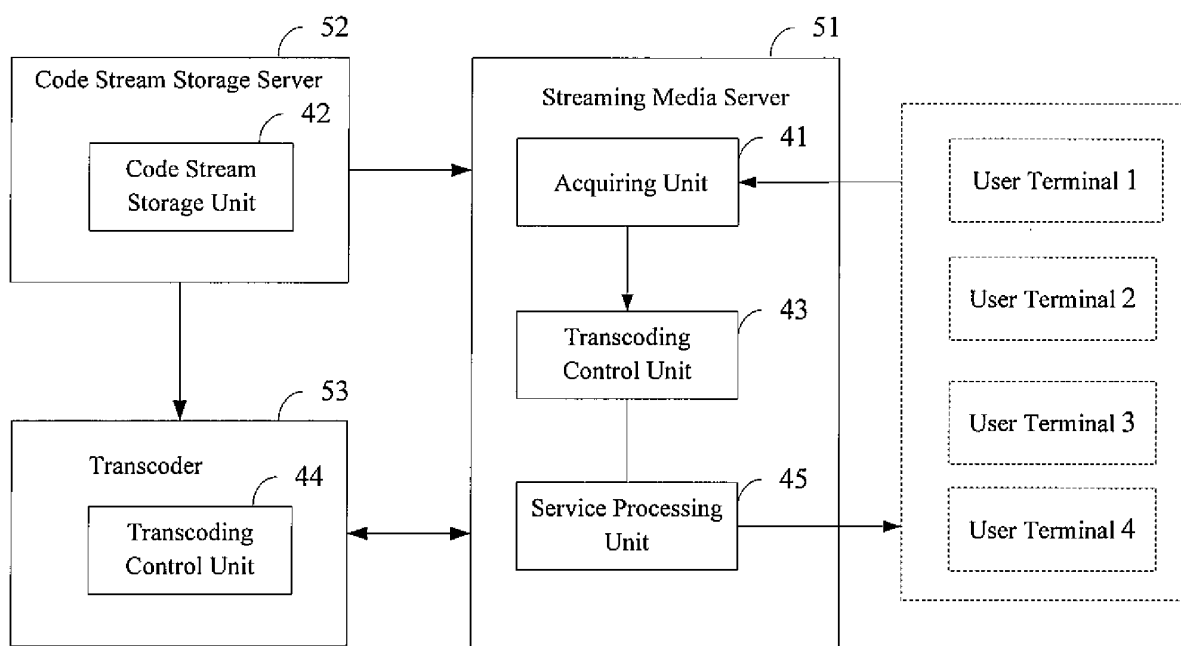 52
Code Stream Storage Server
42
Code Stream
Storage Unit
51
Streaming Media Server
41
Acquiring Unit
43
Transcoding
Control Unit
45
Service Processing
Unit
53
Transcoder
44
Transcoding
Control Unit
User Terminal 1
User Terminal 2
User Terminal 3
User Terminal 4